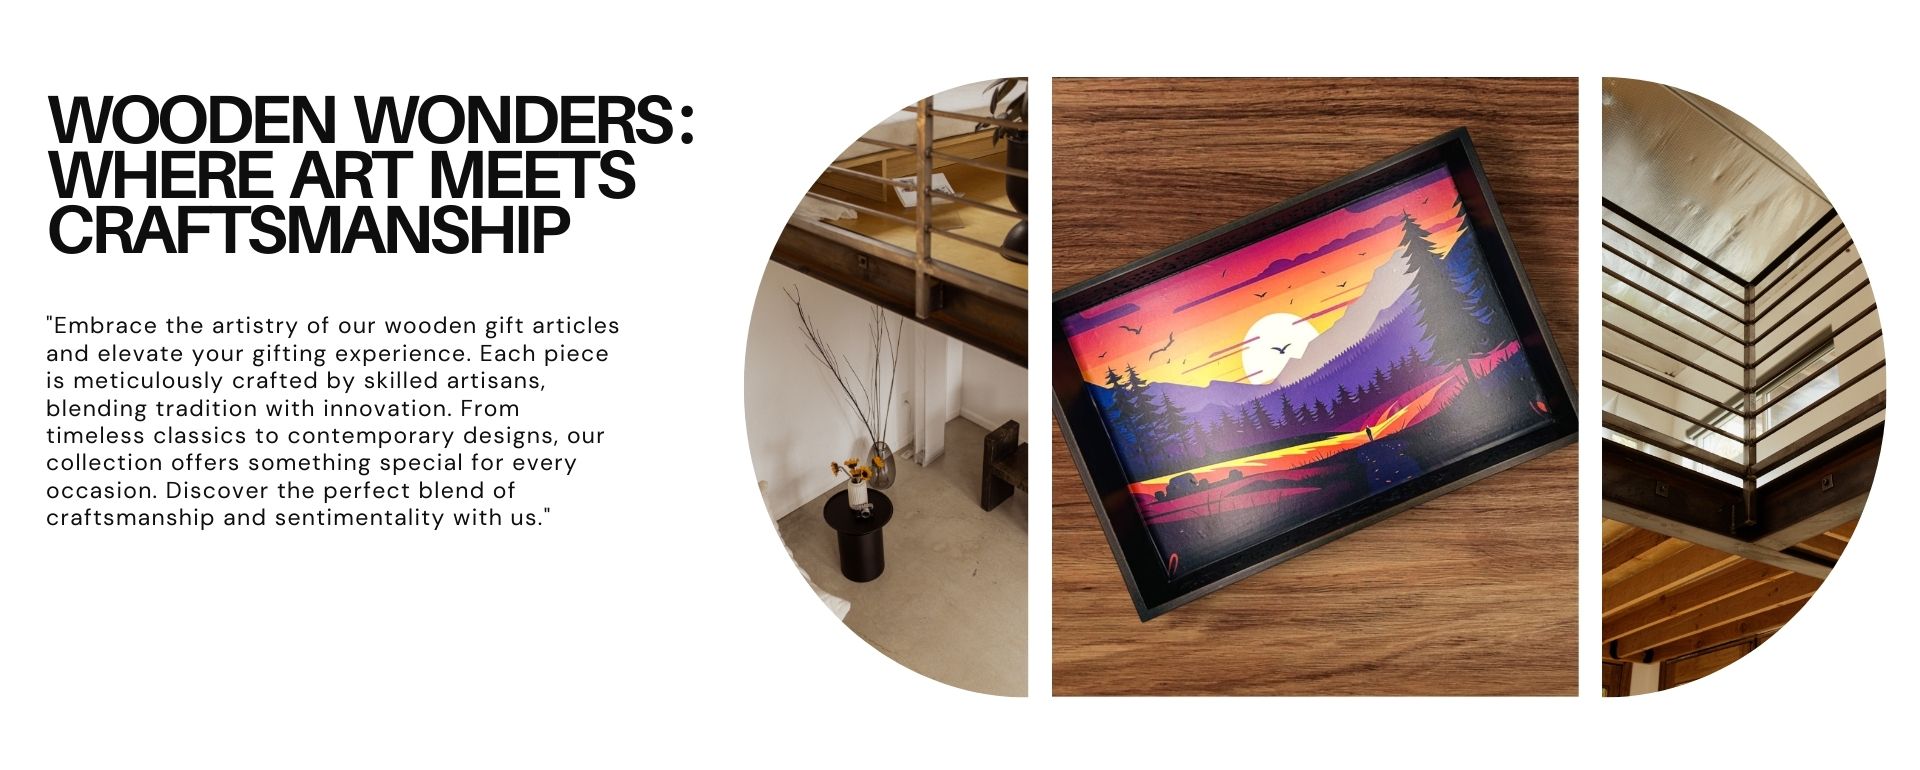 WOODEN WONDERS:
WHERE ART MEETS
CRAFTSMANSHIP
"Embrace the artistry of our wooden gift articles
and elevate your gifting experience. Each piece
is meticulously crafted by skilled artisans,
blending tradition with innovation. From
timeless classics to contemporary designs, our
collection offers something special for every
occasion. Discover the perfect blend of
craftsmanship and sentimentality with us."